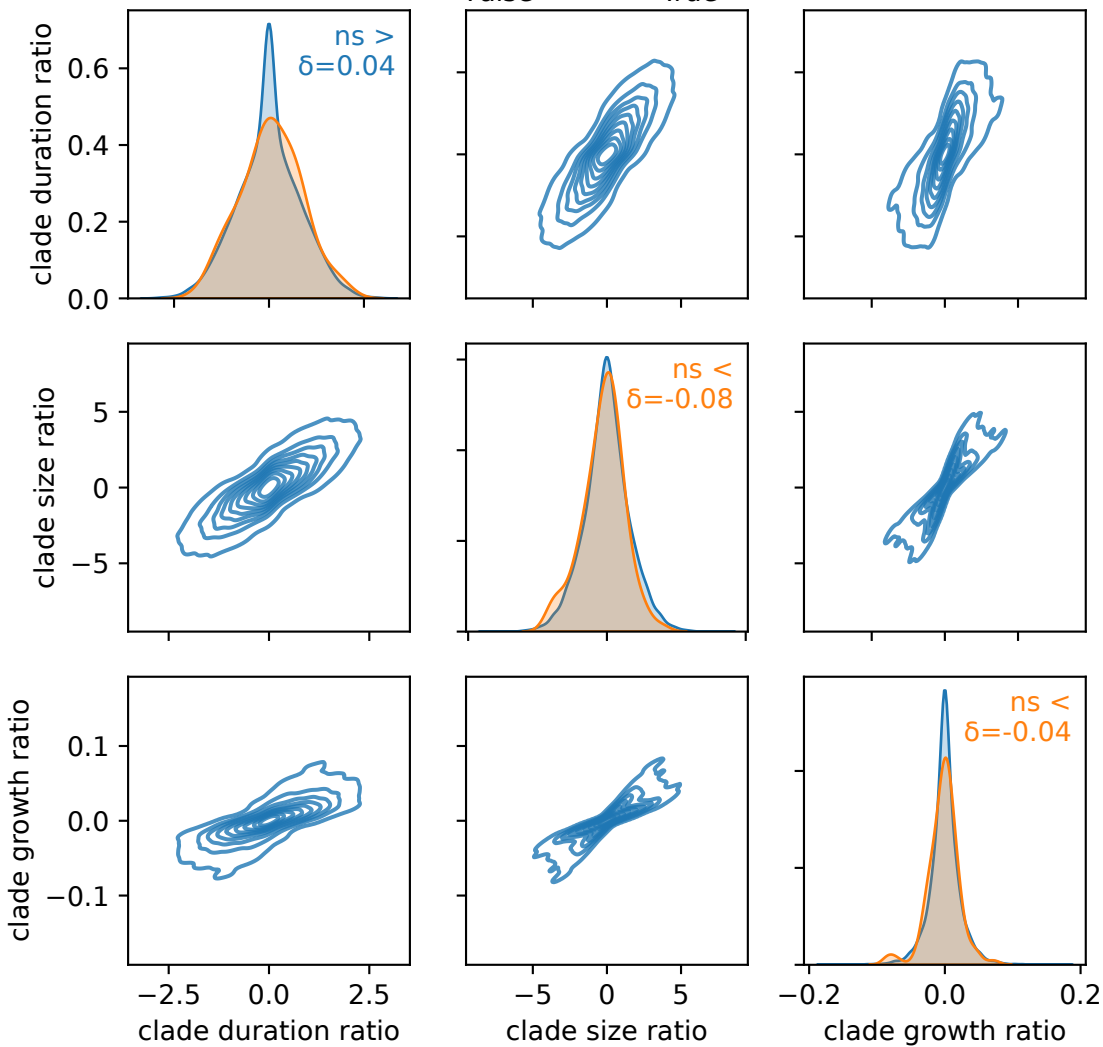 clade duration ratio
0.6
0.4
0.2
0.0
ns >
δ=0.04
clade size ratio
5
0
−5
ns <
δ=-0.08
clade growth ratio
0.1
0.0
−0.1
ns <
δ=-0.04
−2.5
0.0
2.5
clade duration ratio
−5
0
5
clade size ratio
−0.2
0.0
0.2
clade growth ratio